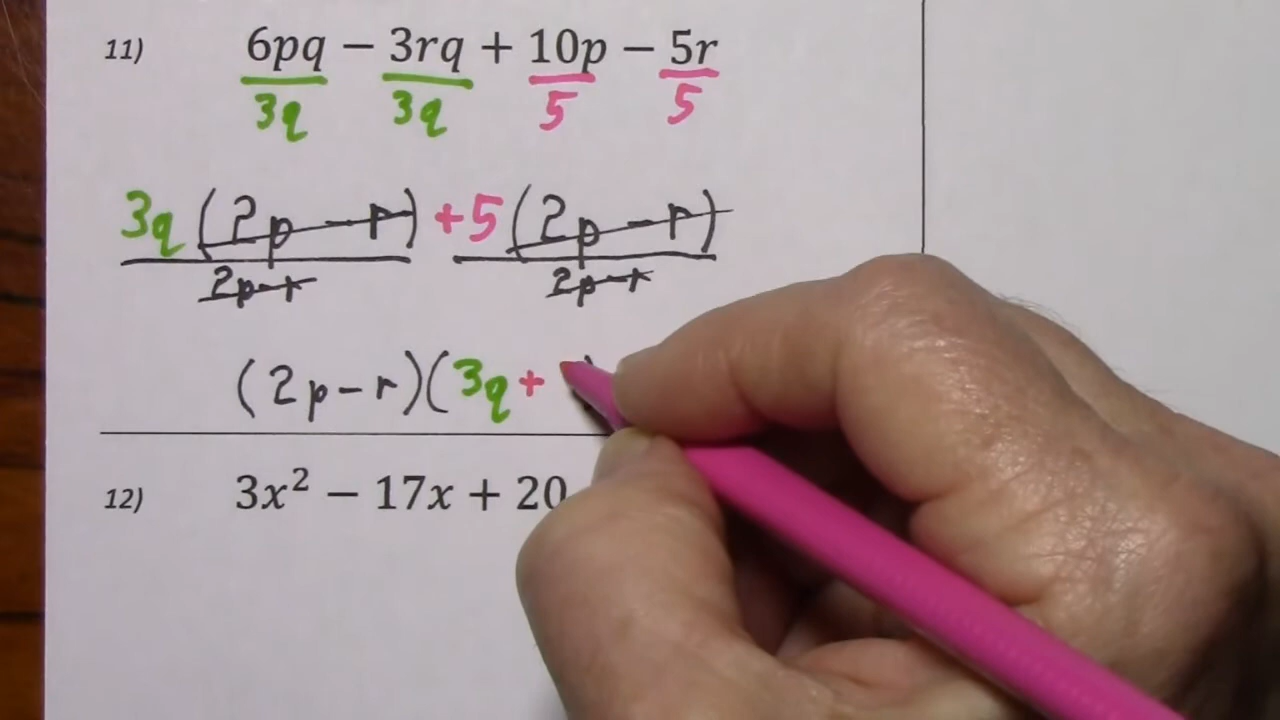 11) 6pq − 3rq + 10p − 5r
3q 3q 5 5
3q (2p − r) + 5 (2p − r)
2p − r 2p − r
(2p − r)(3q + )
12) 3x² − 17x + 20